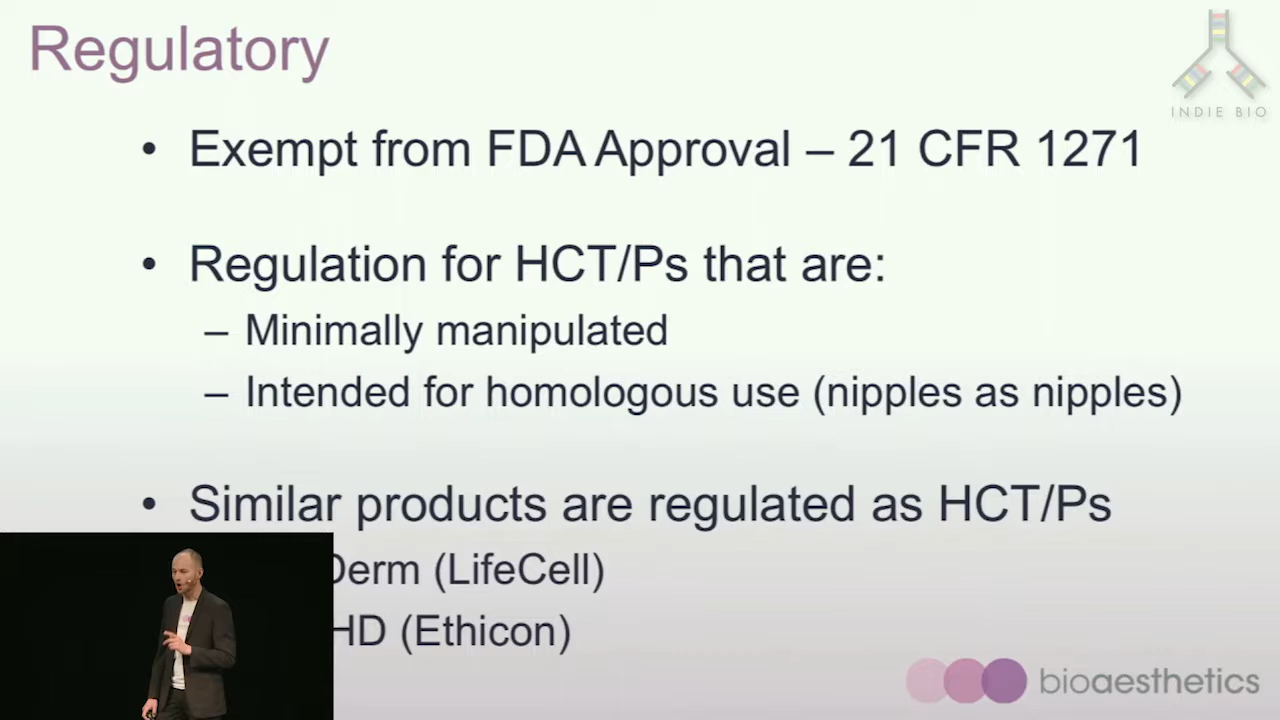 Regulatory
INDIE BIO
• Exempt from FDA Approval – 21 CFR 1271
• Regulation for HCT/Ps that are:
– Minimally manipulated
– Intended for homologous use (nipples as nipples)
• Similar products are regulated as HCT/Ps
Derm (LifeCell)
HD (Ethicon)
bioaesthetics